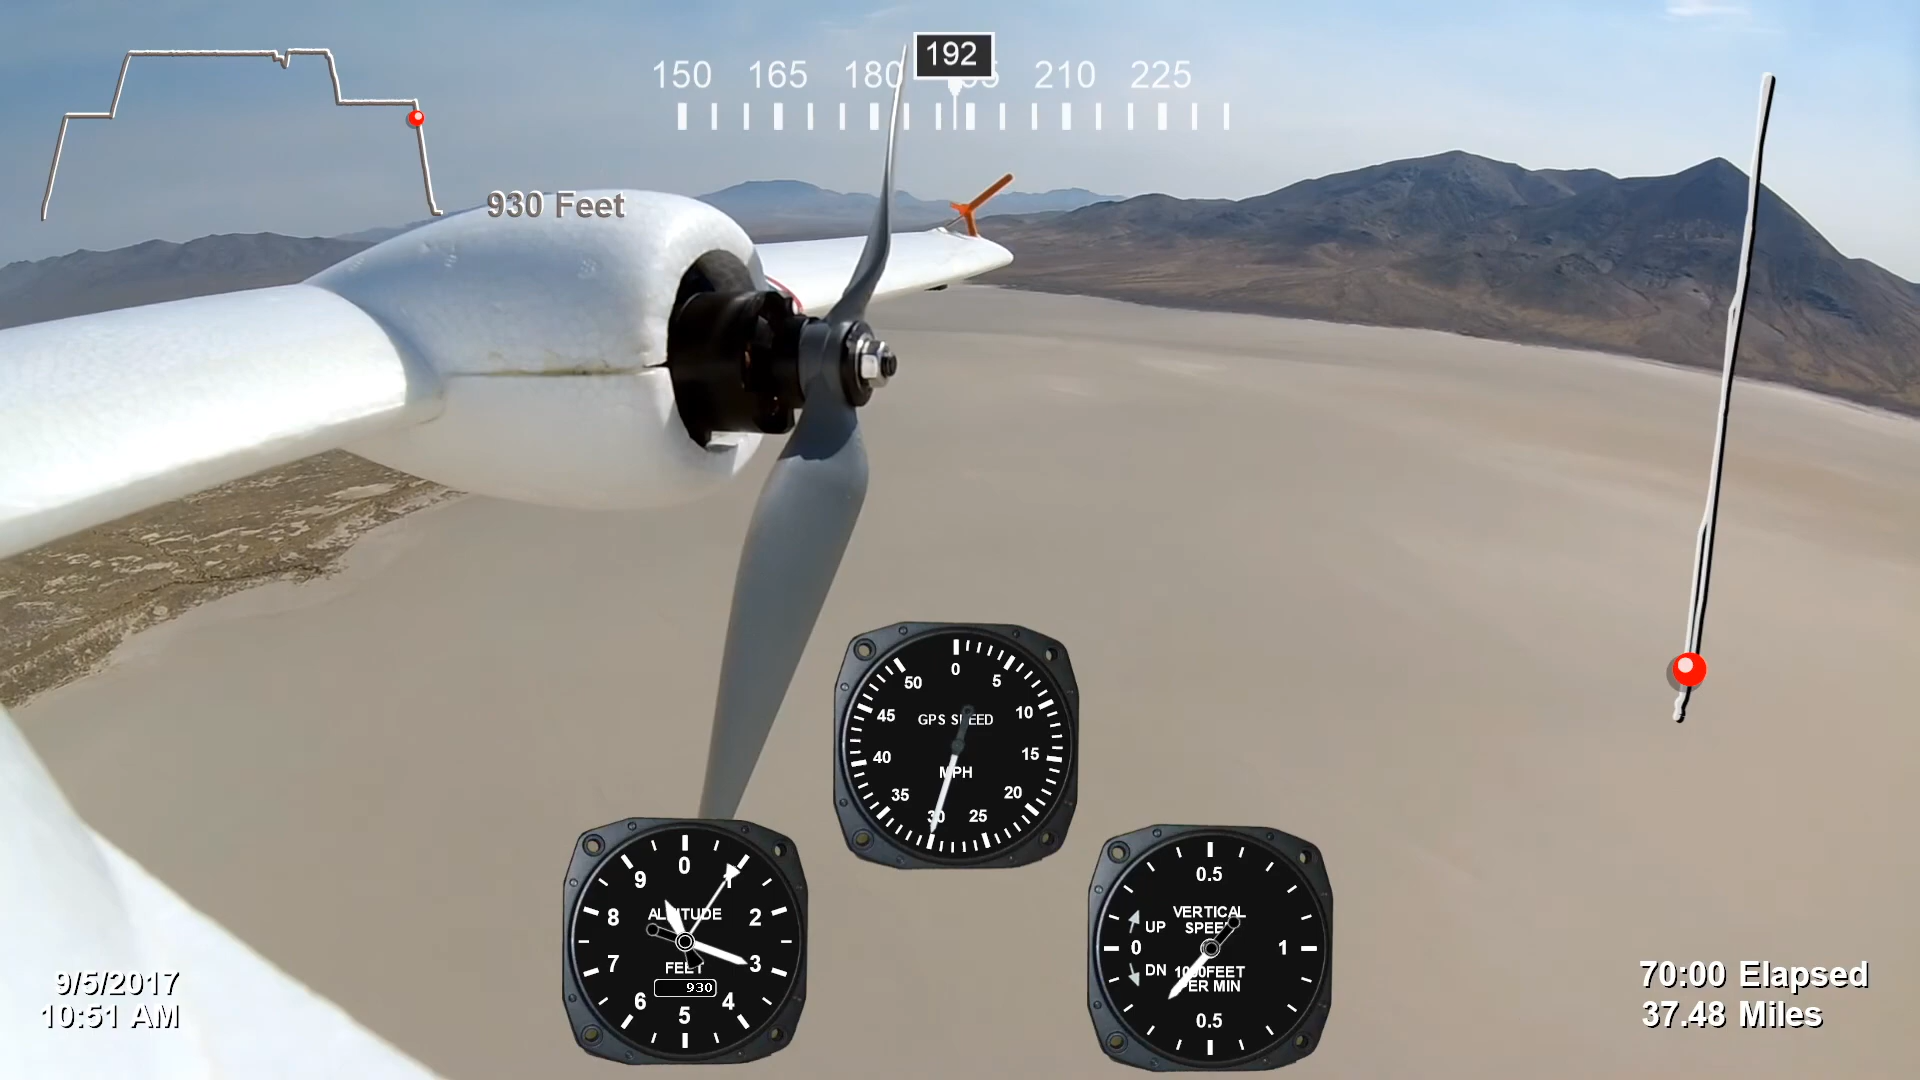 192
150 165 180 195 210 225
930 Feet
0
50 5
45 GPS SPEED 10
40 15
MPH
35 20
30 25
0
9 1
8 ALTITUDE 2
7 FEET 3
930
6 4
5
0.5
VERTICAL
UP SPEED
0 1
DN 1000FEET
PER MIN
0.5
9/5/2017
10:51 AM
70:00 Elapsed
37.48 Miles